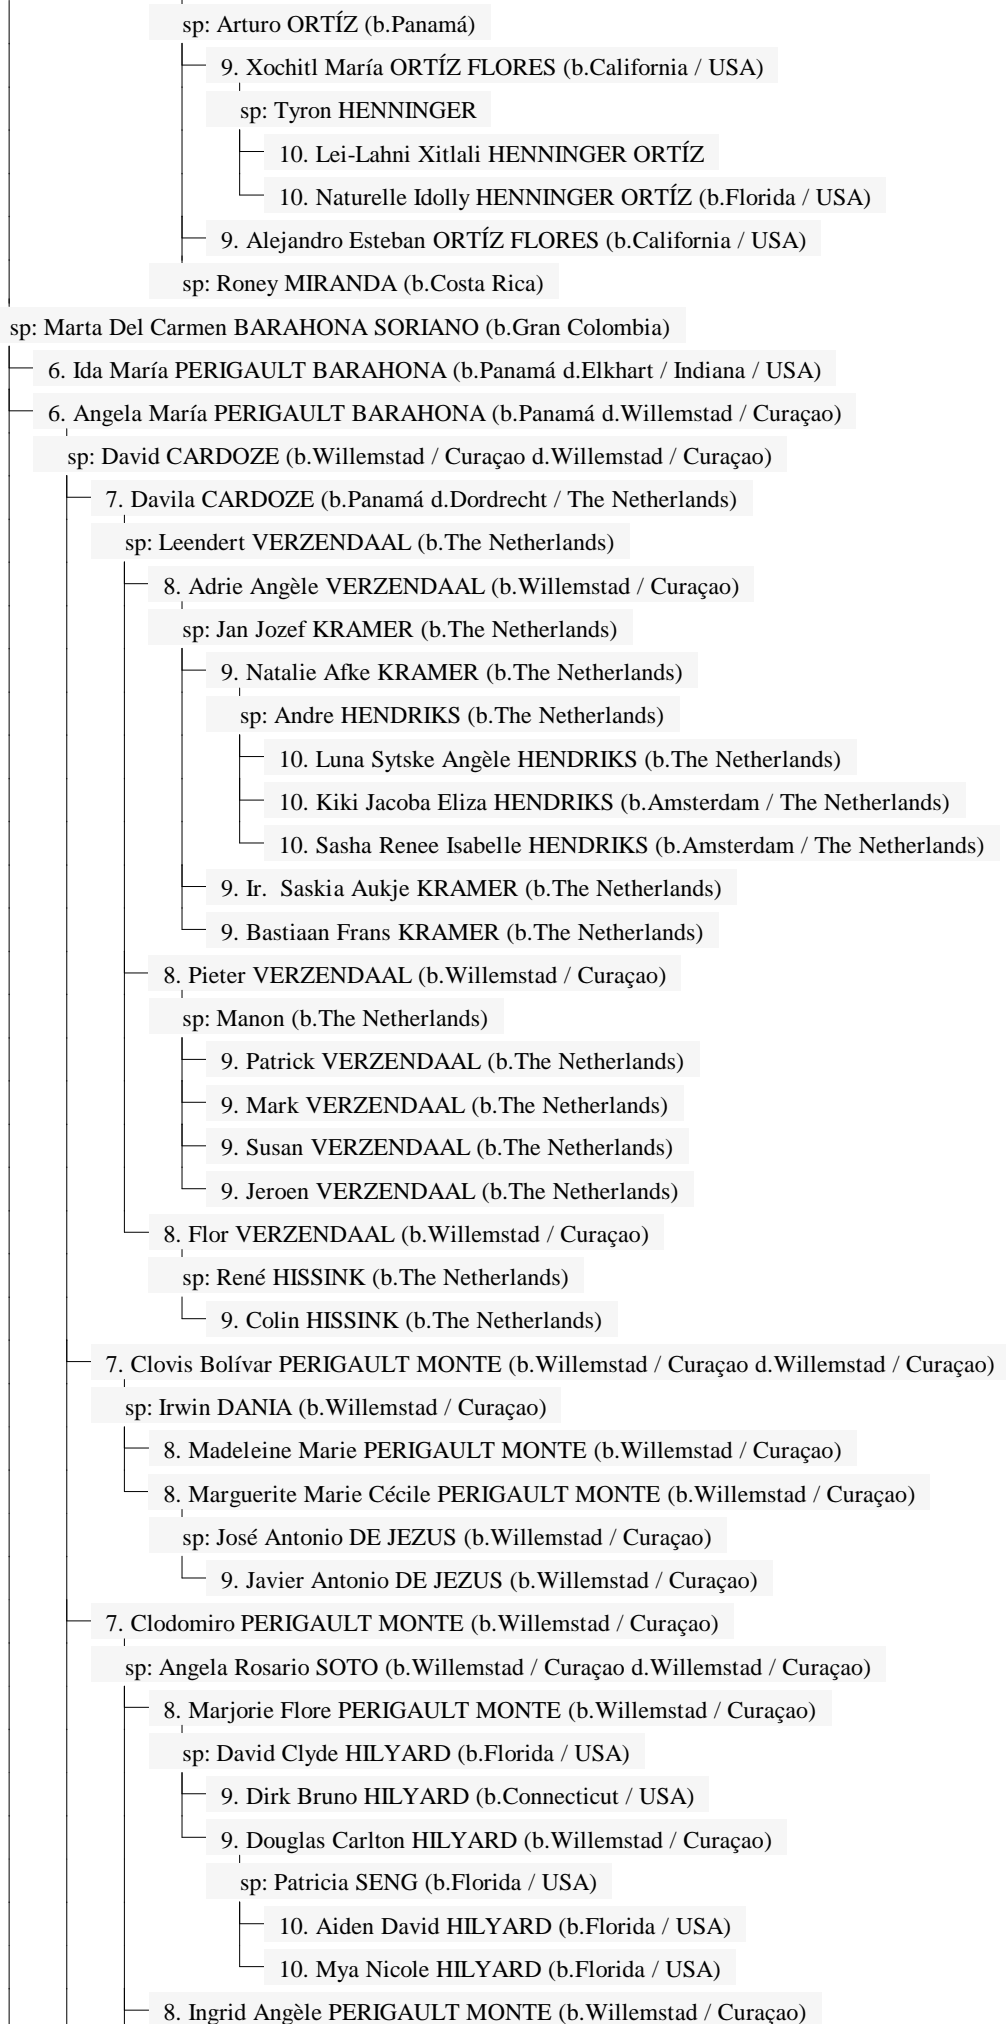 sp: Arturo ORTÍZ (b.Panamá)
9. Xochitl María ORTÍZ FLORES (b.California / USA)
sp: Tyron HENNINGER
10. Lei-Lahni Xitlali HENNINGER ORTÍZ
10. Naturelle Idolly HENNINGER ORTÍZ (b.Florida / USA)
9. Alejandro Esteban ORTÍZ FLORES (b.California / USA)
sp: Roney MIRANDA (b.Costa Rica)
sp: Marta Del Carmen BARAHONA SORIANO (b.Gran Colombia)
6. Ida María PERIGAULT BARAHONA (b.Panamá d.Elkhart / Indiana / USA)
6. Angela María PERIGAULT BARAHONA (b.Panamá d.Willemstad / Curaçao)
sp: David CARDOZE (b.Willemstad / Curaçao d.Willemstad / Curaçao)
7. Davila CARDOZE (b.Panamá d.Dordrecht / The Netherlands)
sp: Leendert VERZENDAAL (b.The Netherlands)
8. Adrie Angèle VERZENDAAL (b.Willemstad / Curaçao)
sp: Jan Jozef KRAMER (b.The Netherlands)
9. Natalie Afke KRAMER (b.The Netherlands)
sp: Andre HENDRIKS (b.The Netherlands)
10. Luna Sytske Angèle HENDRIKS (b.The Netherlands)
10. Kiki Jacoba Eliza HENDRIKS (b.Amsterdam / The Netherlands)
10. Sasha Renee Isabelle HENDRIKS (b.Amsterdam / The Netherlands)
9. Ir.  Saskia Aukje KRAMER (b.The Netherlands)
9. Bastiaan Frans KRAMER (b.The Netherlands)
8. Pieter VERZENDAAL (b.Willemstad / Curaçao)
sp: Manon (b.The Netherlands)
9. Patrick VERZENDAAL (b.The Netherlands)
9. Mark VERZENDAAL (b.The Netherlands)
9. Susan VERZENDAAL (b.The Netherlands)
9. Jeroen VERZENDAAL (b.The Netherlands)
8. Flor VERZENDAAL (b.Willemstad / Curaçao)
sp: René HISSINK (b.The Netherlands)
9. Colin HISSINK (b.The Netherlands)
7. Clovis Bolívar PERIGAULT MONTE (b.Willemstad / Curaçao d.Willemstad / Curaçao)
sp: Irwin DANIA (b.Willemstad / Curaçao)
8. Madeleine Marie PERIGAULT MONTE (b.Willemstad / Curaçao)
8. Marguerite Marie Cécile PERIGAULT MONTE (b.Willemstad / Curaçao)
sp: José Antonio DE JEZUS (b.Willemstad / Curaçao)
9. Javier Antonio DE JEZUS (b.Willemstad / Curaçao)
7. Clodomiro PERIGAULT MONTE (b.Willemstad / Curaçao)
sp: Angela Rosario SOTO (b.Willemstad / Curaçao d.Willemstad / Curaçao)
8. Marjorie Flore PERIGAULT MONTE (b.Willemstad / Curaçao)
sp: David Clyde HILYARD (b.Florida / USA)
9. Dirk Bruno HILYARD (b.Connecticut / USA)
9. Douglas Carlton HILYARD (b.Willemstad / Curaçao)
sp: Patricia SENG (b.Florida / USA)
10. Aiden David HILYARD (b.Florida / USA)
10. Mya Nicole HILYARD (b.Florida / USA)
8. Ingrid Angèle PERIGAULT MONTE (b.Willemstad / Curaçao)